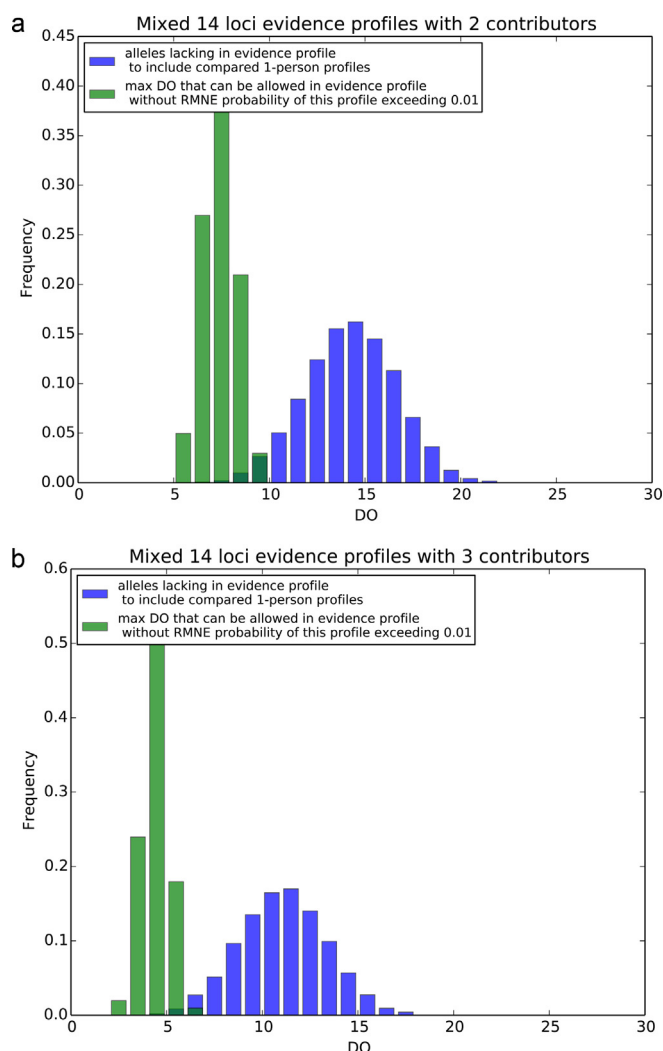 a
Mixed 14 loci evidence profiles with 2 contributors
0.45
alleles lacking in evidence profile
to include compared 1-person profiles
max DO that can be allowed in evidence profile
without RMNE probability of this profile exceeding 0.01
0.40
0.35
0.30
0.25
0.20
0.15
0.10
0.05
0.00
Frequency
0 5 10 15 20 25 30
DO
b
Mixed 14 loci evidence profiles with 3 contributors
0.6
alleles lacking in evidence profile
to include compared 1-person profiles
max DO that can be allowed in evidence profile
without RMNE probability of this profile exceeding 0.01
0.5
0.4
0.3
0.2
0.1
0.0
Frequency
0 5 10 15 20 25 30
DO